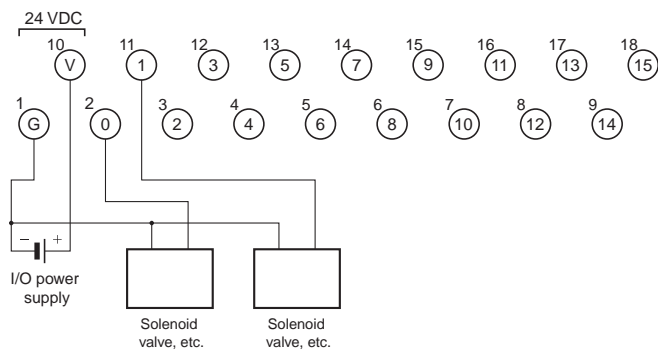 24 VDC
10 11 12 13 14 15 16 17 18
V 1 3 5 7 9 11 13 15
1 2 3 4 5 6 7 8 9
G 0 2 4 6 8 10 12 14
− +
I/O power
supply
Solenoid
valve, etc.
Solenoid
valve, etc.